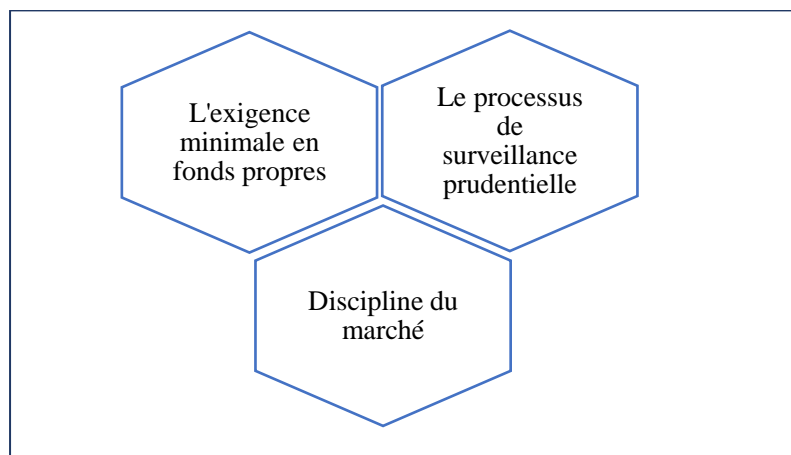 L'exigence
minimale en
fonds propres
Le processus
de
surveillance
prudentielle
Discipline du
marché